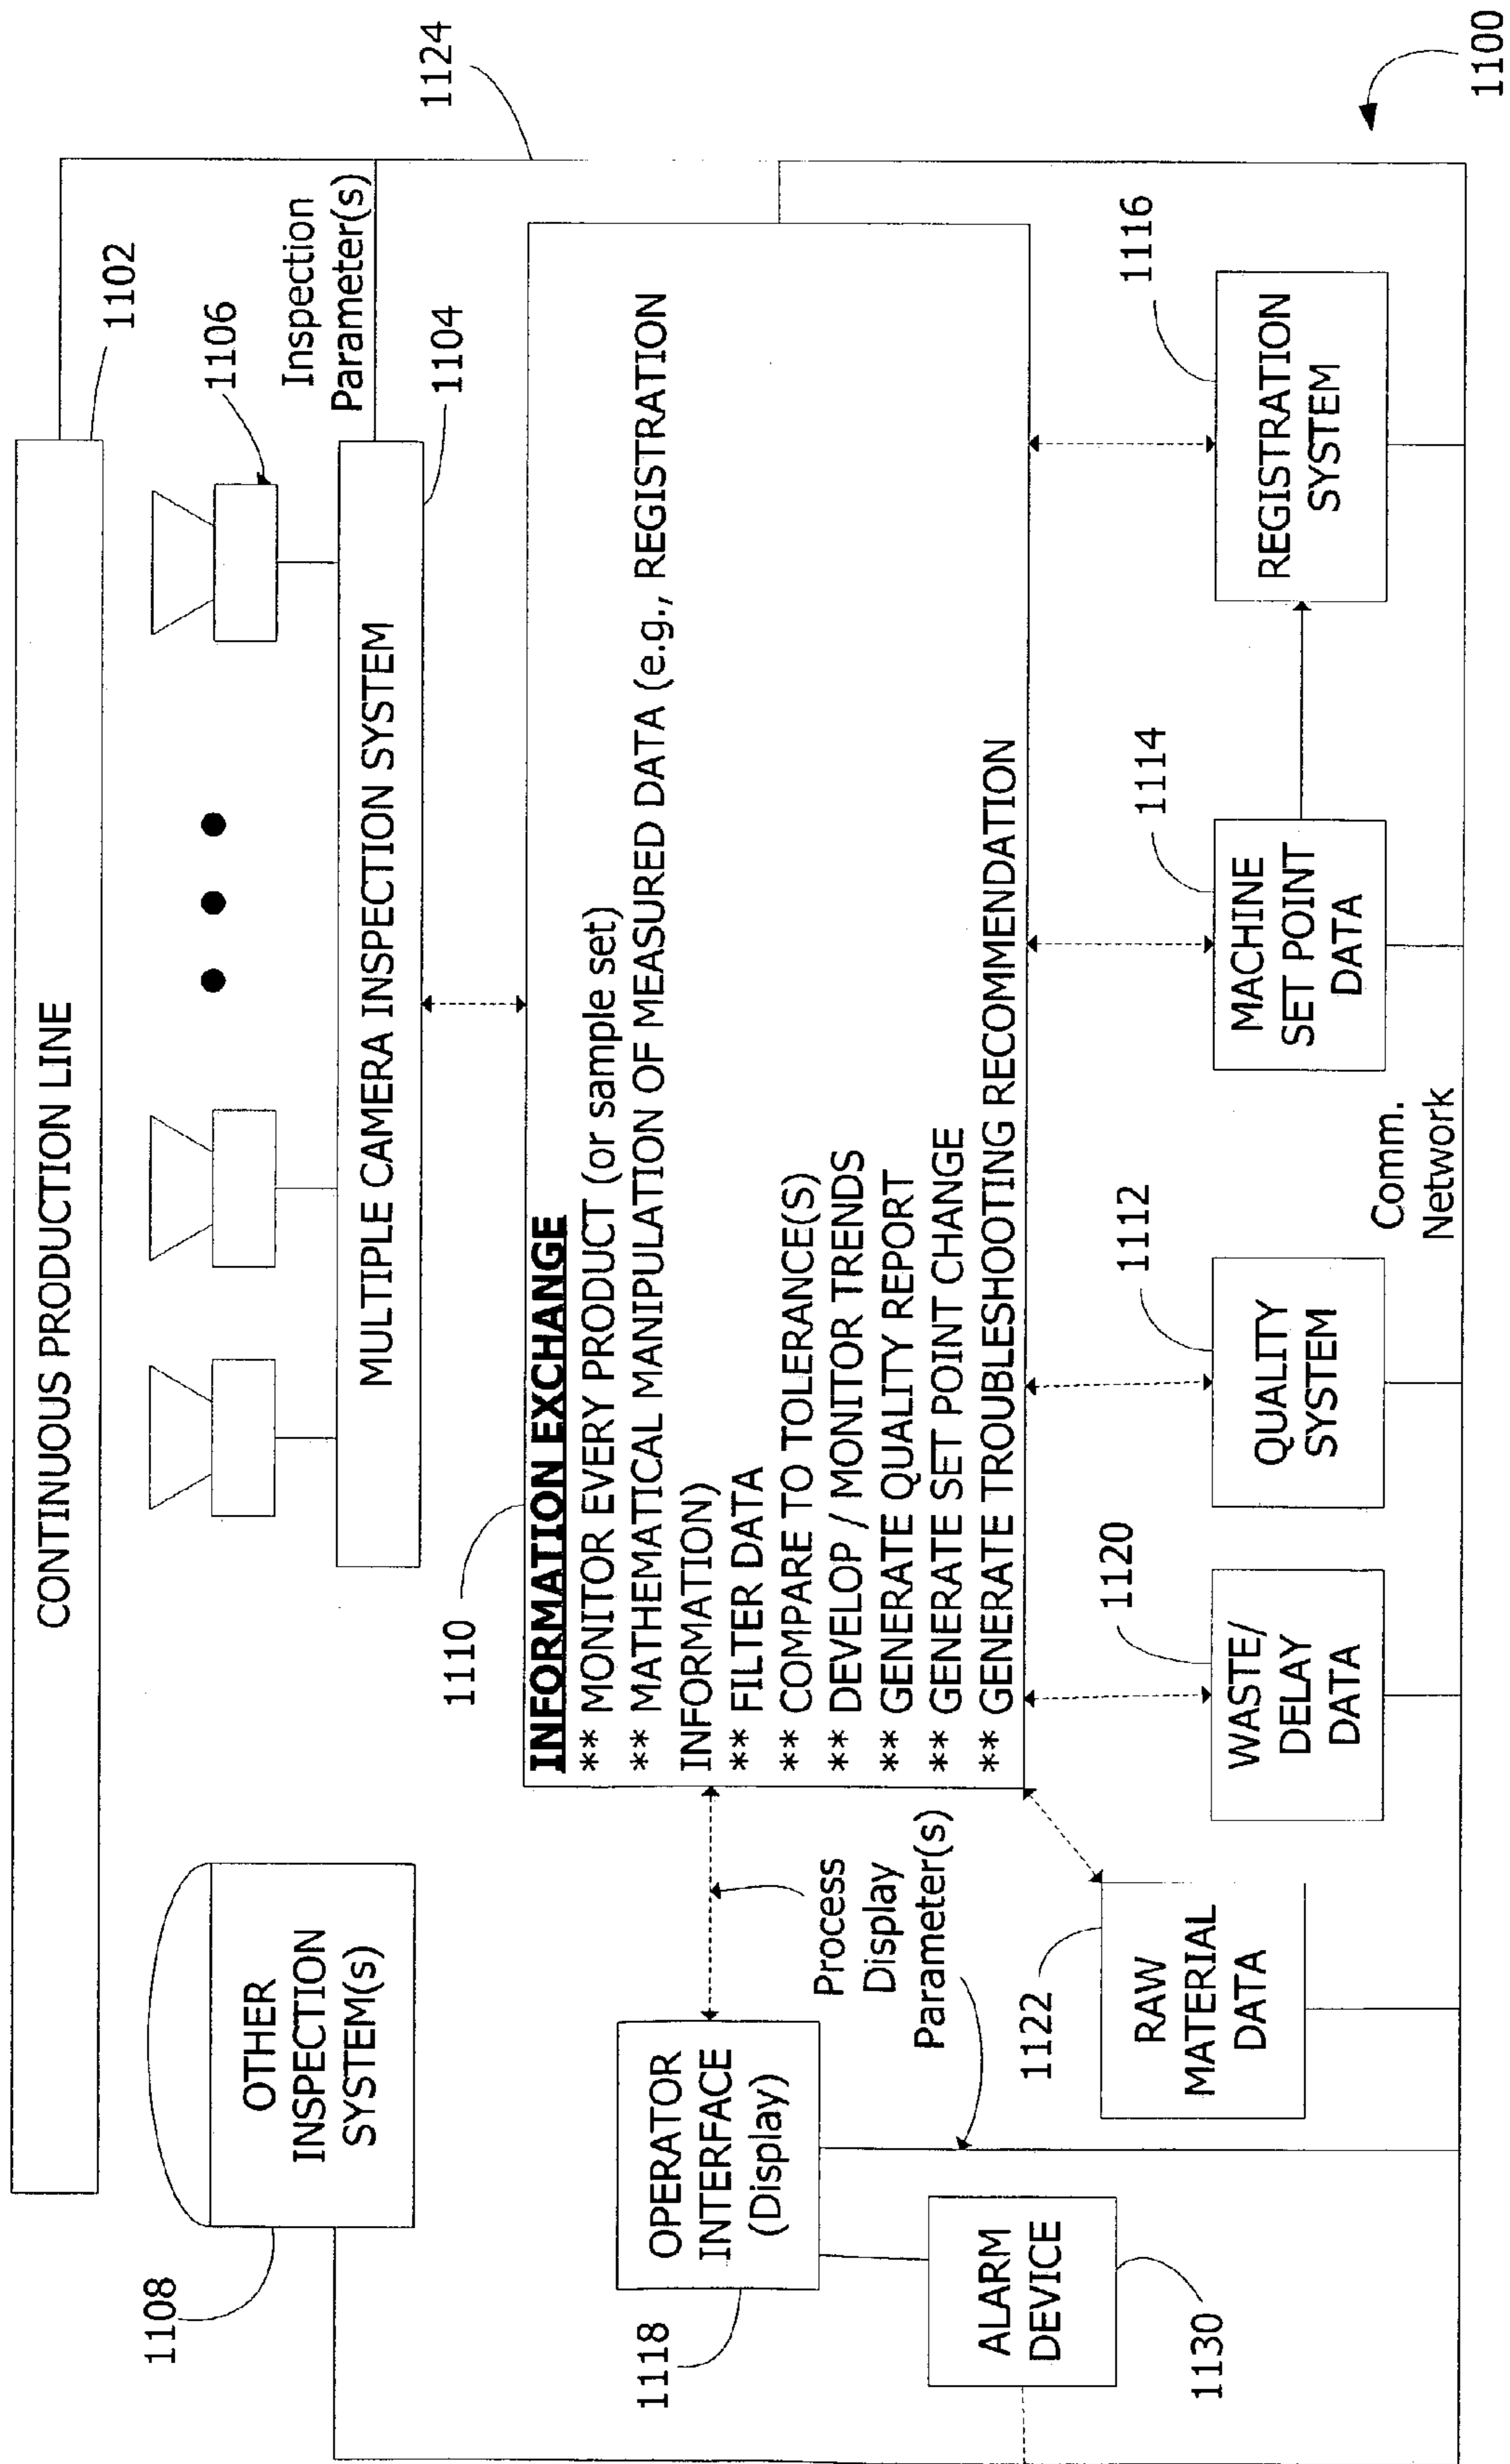 CONTINUOUS PRODUCTION LINE
1102
1108
OTHER
INSPECTION
SYSTEM(s)
1106
Inspection
Parameter(s)
1124
MULTIPLE CAMERA INSPECTION SYSTEM
1104
1110
INFORMATION EXCHANGE
** MONITOR EVERY PRODUCT (or sample set)
** MATHEMATICAL MANIPULATION OF MEASURED DATA (e.g., REGISTRATION
INFORMATION)
** FILTER DATA
** COMPARE TO TOLERANCE(S)
** DEVELOP / MONITOR TRENDS
** GENERATE QUALITY REPORT
** GENERATE SET POINT CHANGE
** GENERATE TROUBLESHOOTING RECOMMENDATION
1118
OPERATOR
INTERFACE
(Display)
Process
Display
Parameter(s)
ALARM
DEVICE
1130
1122
RAW
MATERIAL
DATA
1120
WASTE/
DELAY
DATA
1112
QUALITY
SYSTEM
Comm.
Network
1114
MACHINE
SET POINT
DATA
1116
REGISTRATION
SYSTEM
1100